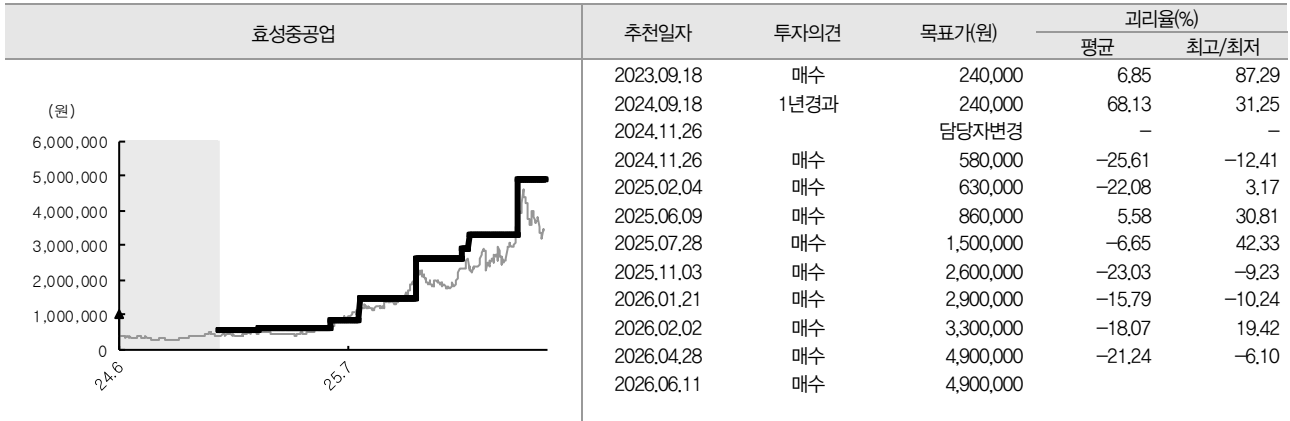 효성중공업
추천일자 투자의견 목표가(원) 괴리율(%)
평균 최고/최저
2023.09.18 매수 240,000 6.85 87.29
2024.09.18 1년경과 240,000 68.13 31.25
2024.11.26 담당자변경 – –
2024.11.26 매수 580,000 –25.61 –12.41
2025.02.04 매수 630,000 –22.08 3.17
2025.06.09 매수 860,000 5.58 30.81
2025.07.28 매수 1,500,000 –6.65 42.33
2025.11.03 매수 2,600,000 –23.03 –9.23
2026.01.21 매수 2,900,000 –15.79 –10.24
2026.02.02 매수 3,300,000 –18.07 19.42
2026.04.28 매수 4,900,000 –21.24 –6.10
2026.06.11 매수 4,900,000
(원)
6,000,000
5,000,000
4,000,000
3,000,000
2,000,000
1,000,000
0
24.6 25.7